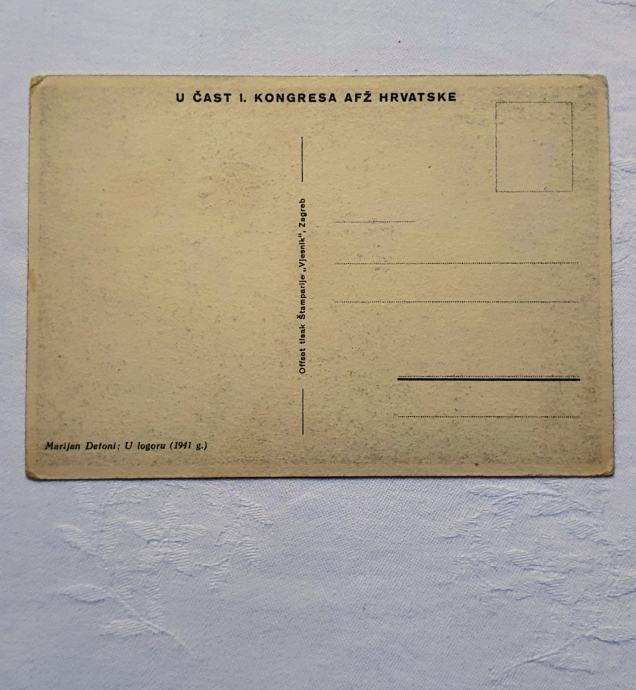 U ČAST I. KONGRESA AFŽ HRVATSKE
Offset tisak Štamparije „Vjesnik", Zagreb
Marijan Detoni: U logoru (1941 g.)